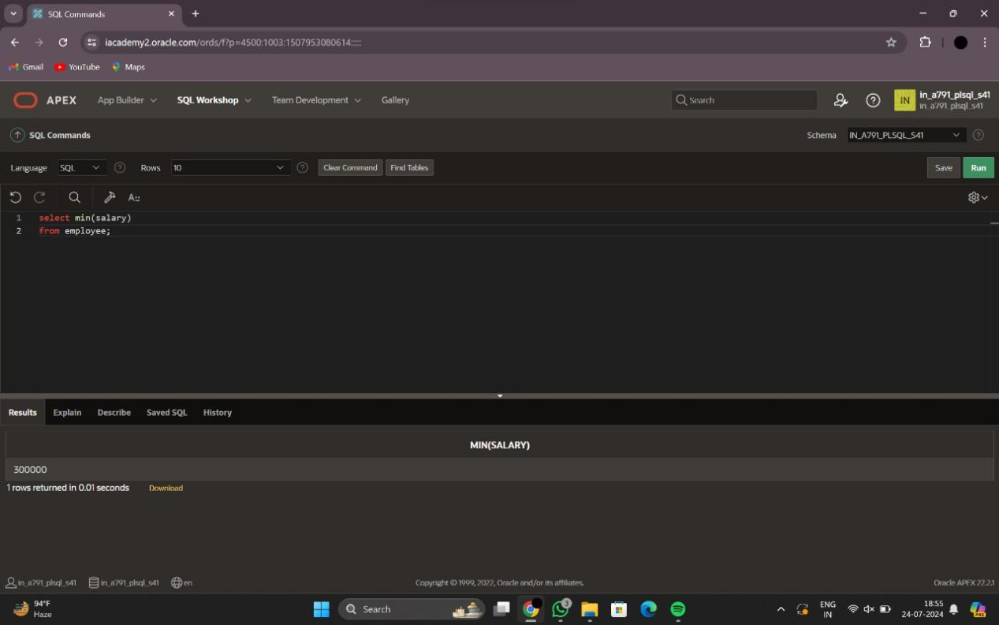 SQL Commands
iacademy2.oracle.com/ords/f?p=4500:1003:1507953080614:::::
Gmail YouTube Maps
APEX App Builder SQL Workshop Team Development Gallery Search IN in_a791_plsql_s41
in_a791_plsql_s41
SQL Commands Schema IN_A791_PLSQL_S41
Language SQL Rows 10 Clear Command Find Tables Save Run
A::
1 select min(salary)
2 from employee;
Results Explain Describe Saved SQL History
MIN(SALARY)
300000
1 rows returned in 0.01 seconds Download
in_a791_plsql_s41 in_a791_plsql_s41 en Copyright © 1999, 2022, Oracle and/or its affiliates. Oracle APEX 22.2.1
94°F
Haze
Search
3
ENG
IN
18:55
24-07-2024
PRE